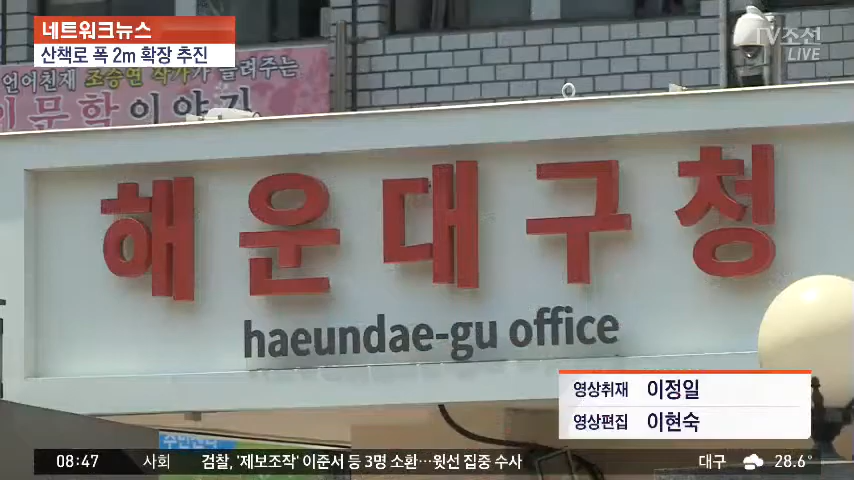 네트워크뉴스
산책로 폭 2m 확장 추진
TV조선
LIVE
언어천재 조승연 작가가 들려주는
인문학이야기
해운대구청
haeundae-gu office
영상취재 이정일
영상편집 이현숙
08:47 사회 검찰, '제보조작' 이준서 등 3명 소환…윗선 집중 수사 대구 28.6°